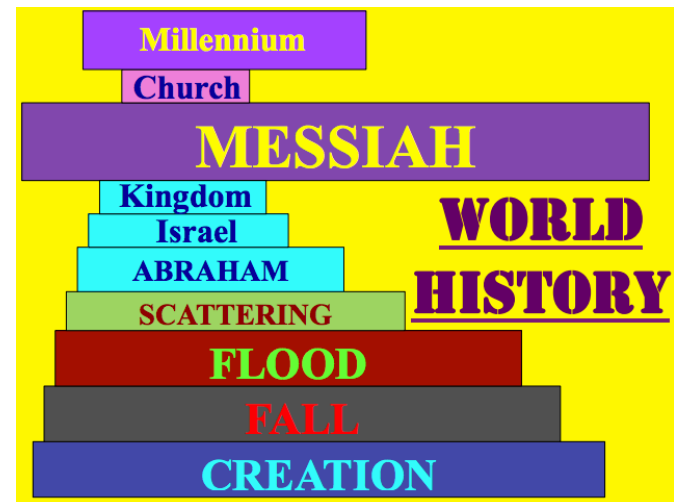 Millennium
Church
MESSIAH
Kingdom
Israel
ABRAHAM
SCATTERING
FLOOD
FALL
CREATION
WORLD
HISTORY